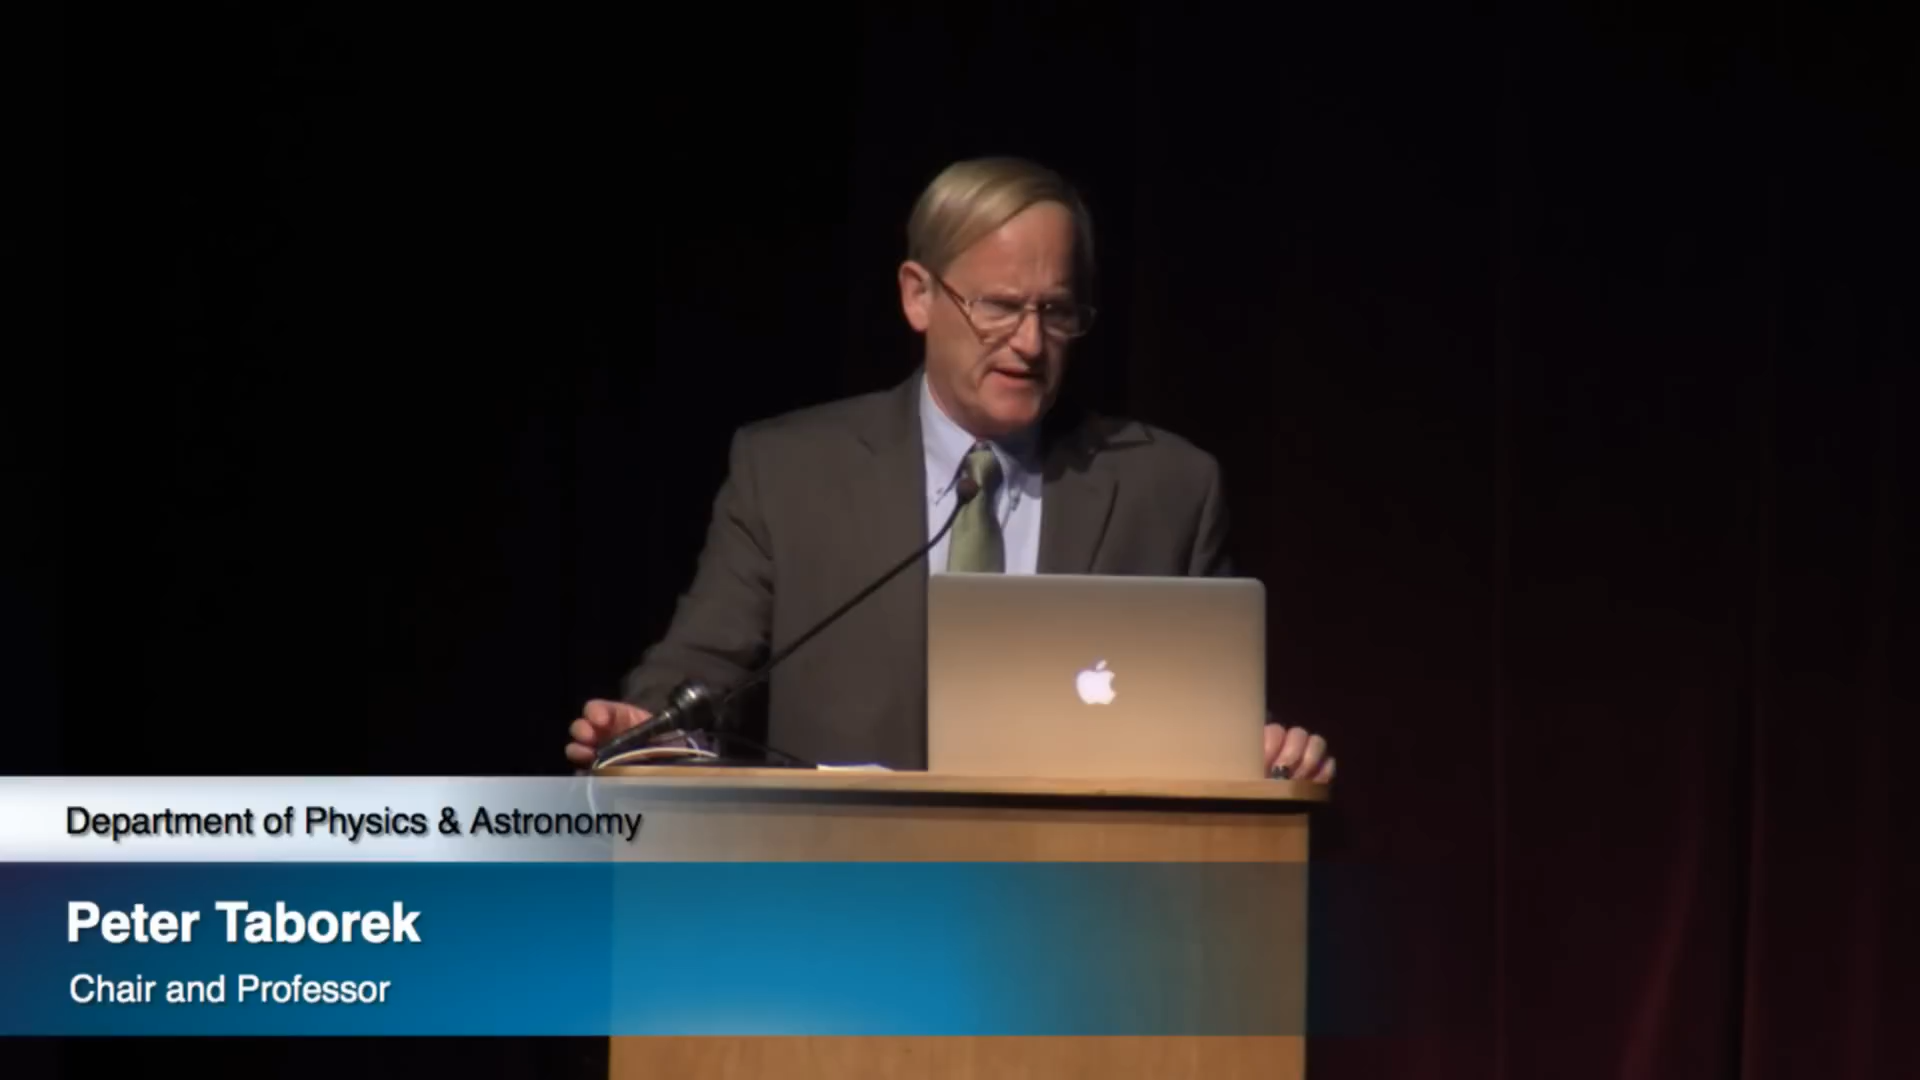 Department of Physics & Astronomy
Peter Taborek
Chair and Professor